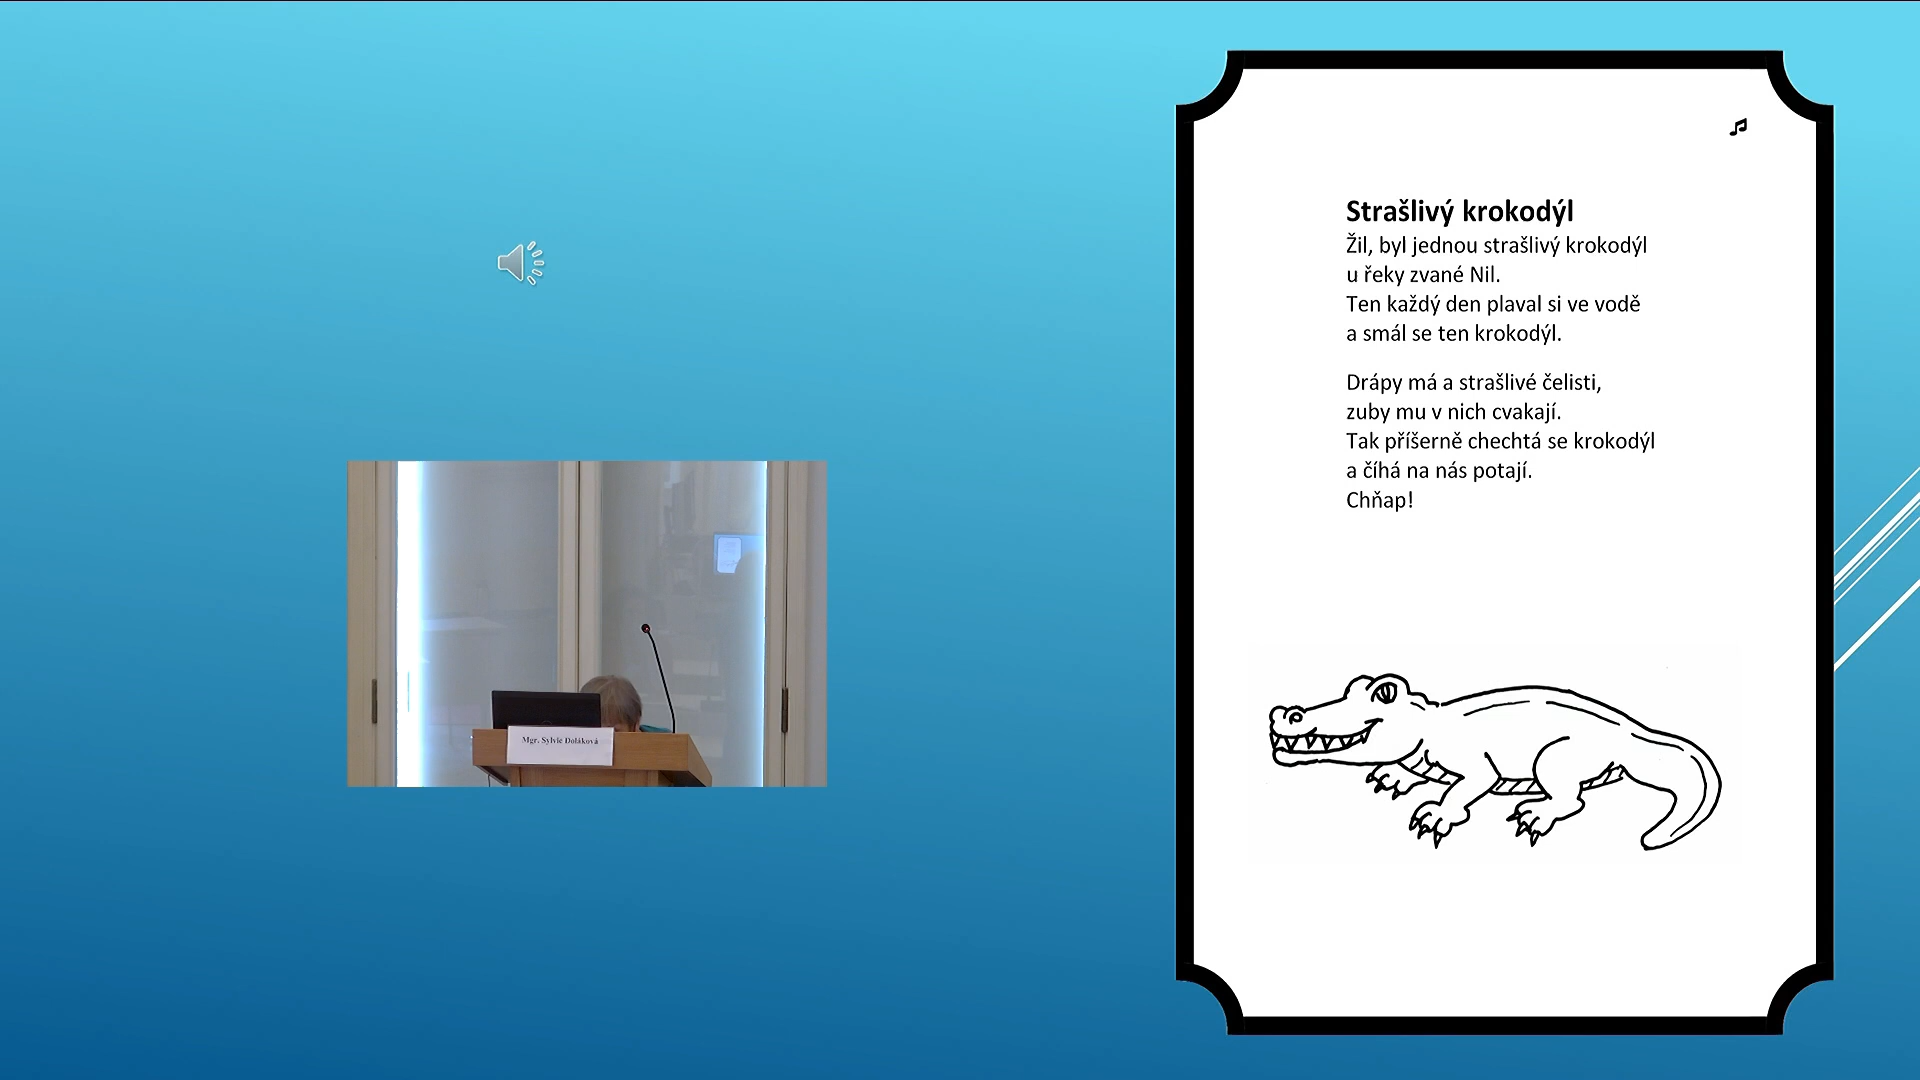 Strašlivý krokodýl
Žil, byl jednou strašlivý krokodýl
u řeky zvané Nil.
Ten každý den plaval si ve vodě
a smál se ten krokodýl.
Drápy má a strašlivé čelisti,
zuby mu v nich cvakají.
Tak příšerně chechtá se krokodýl
a číhá na nás potají.
Chňap!
Mgr. Sylvie Doláková